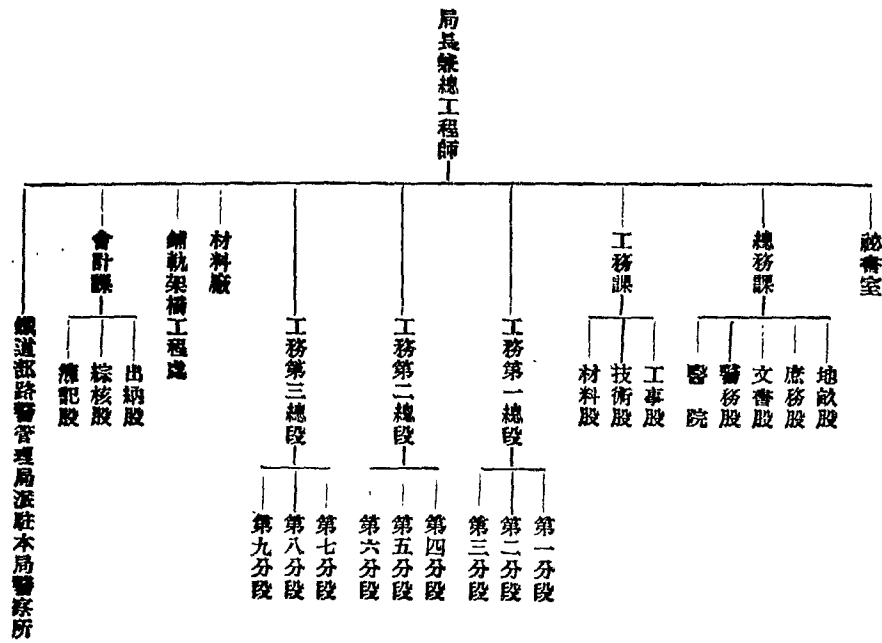 局長兼總工程師
祕書室
總務課
地畝股
庶務股
文書股
醫務股
醫院
工務課
工事股
技術股
材料股
工務第一總段
第一分段
第二分段
第三分段
工務第二總段
第四分段
第五分段
第六分段
工務第三總段
第七分段
第八分段
第九分段
材料廠
鋪軌架橋工程處
會計課
出納股
綜核股
簿記股
鐵道部路警管理局派駐本局警察所